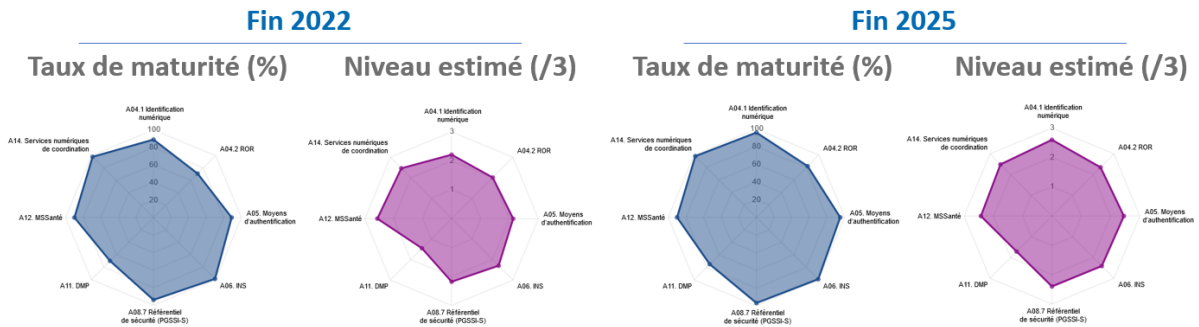 Fin 2022
Fin 2025
Taux de maturité (%)
Niveau estimé (/3)
Taux de maturité (%)
Niveau estimé (/3)
A04.1 Identification
numérique
100
80
60
40
20
A14. Services numériques
de coordination
A04.2 ROR
A12. MSSanté
A05. Moyens
d'authentification
A11. DMP
A06. INS
A08.7 Référentiel
de sécurité (PGSSI-S)
A04.1 Identification
numérique
3
2
1
A14. Services numériques
de coordination
A04.2 ROR
A12. MSSanté
A05. Moyens
d'authentification
A11. DMP
A06. INS
A08.7 Référentiel
de sécurité (PGSSI-S)
A04.1 Identification
numérique
100
80
60
40
20
A14. Services numériques
de coordination
A04.2 ROR
A12. MSSanté
A05. Moyens
d'authentification
A11. DMP
A06. INS
A08.7 Référentiel
de sécurité (PGSSI-S)
A04.1 Identification
numérique
3
2
1
A14. Services numériques
de coordination
A04.2 ROR
A12. MSSanté
A05. Moyens
d'authentification
A11. DMP
A06. INS
A08.7 Référentiel
de sécurité (PGSSI-S)